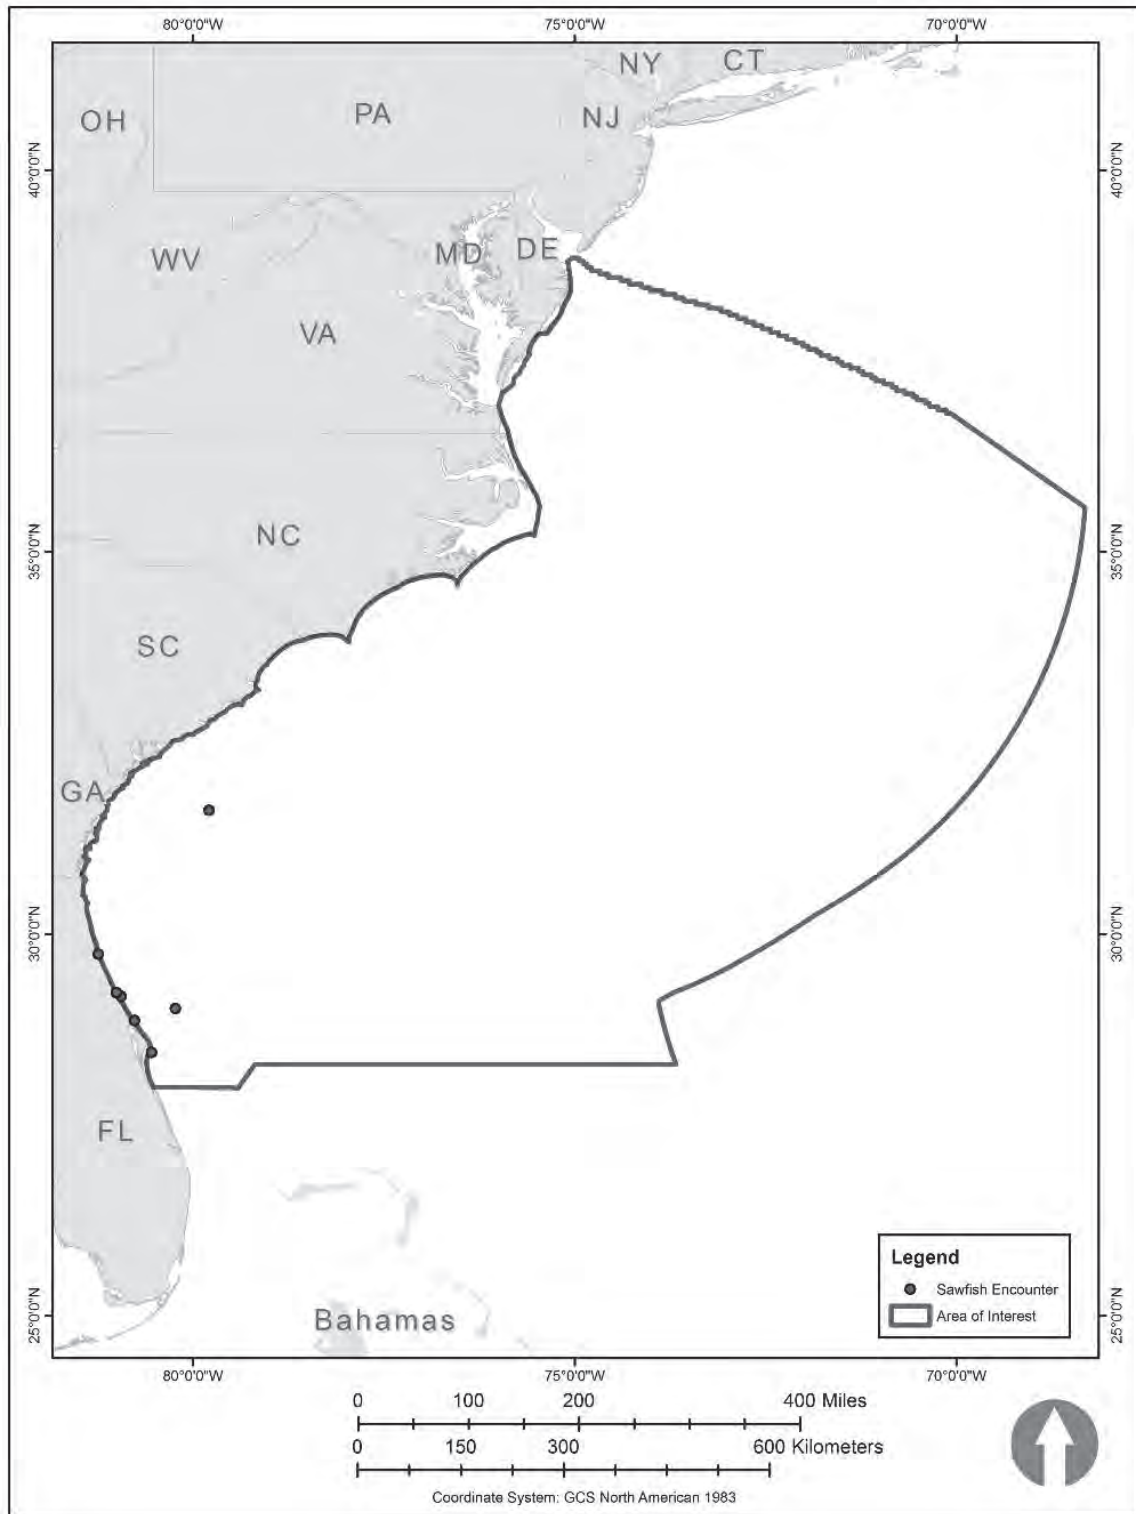 80°0'0"W 75°0'0"W 70°0'0"W
NY CT
OH PA NJ
40°0'0"N 40°0'0"N
WV MD DE
VA
NC
35°0'0"N 35°0'0"N
SC
GA
30°0'0"N 30°0'0"N
FL
Legend
Sawfish Encounter
Area of Interest
Bahamas
25°0'0"N 25°0'0"N
80°0'0"W 75°0'0"W 70°0'0"W
0 100 200 400 Miles
0 150 300 600 Kilometers
Coordinate System: GCS North American 1983